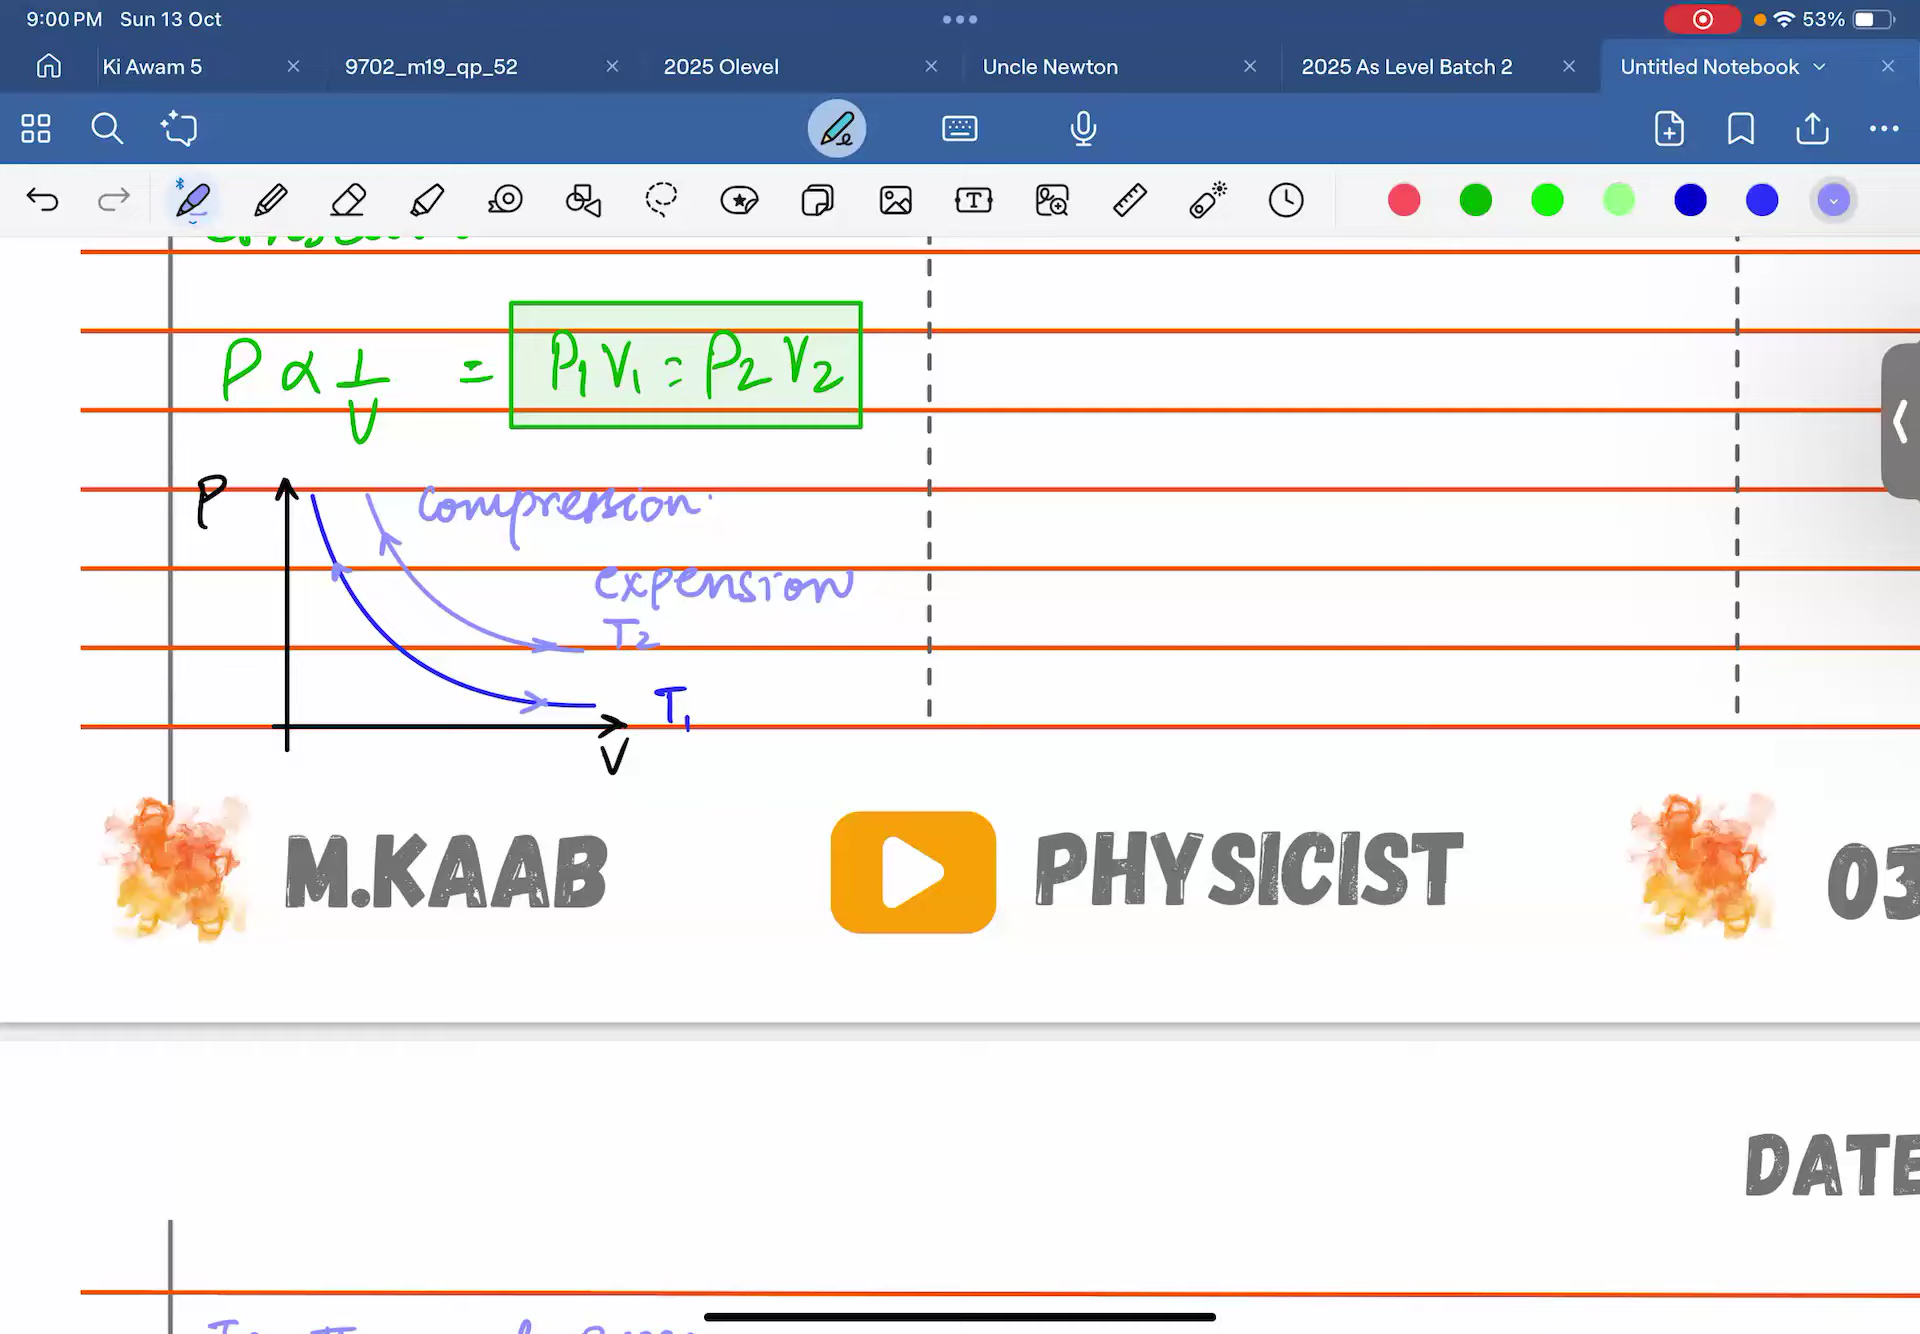 9:00 PM Sun 13 Oct
53%
Ki Awam 5
9702_m19_qp_52
2025 Olevel
Uncle Newton
2025 As Level Batch 2
Untitled Notebook
P ∝ 1/V = P₁V₁ = P₂V₂
P
Compression
expension
T₂
T₁
V
M.KAAB
PHYSICIST
03
DATE